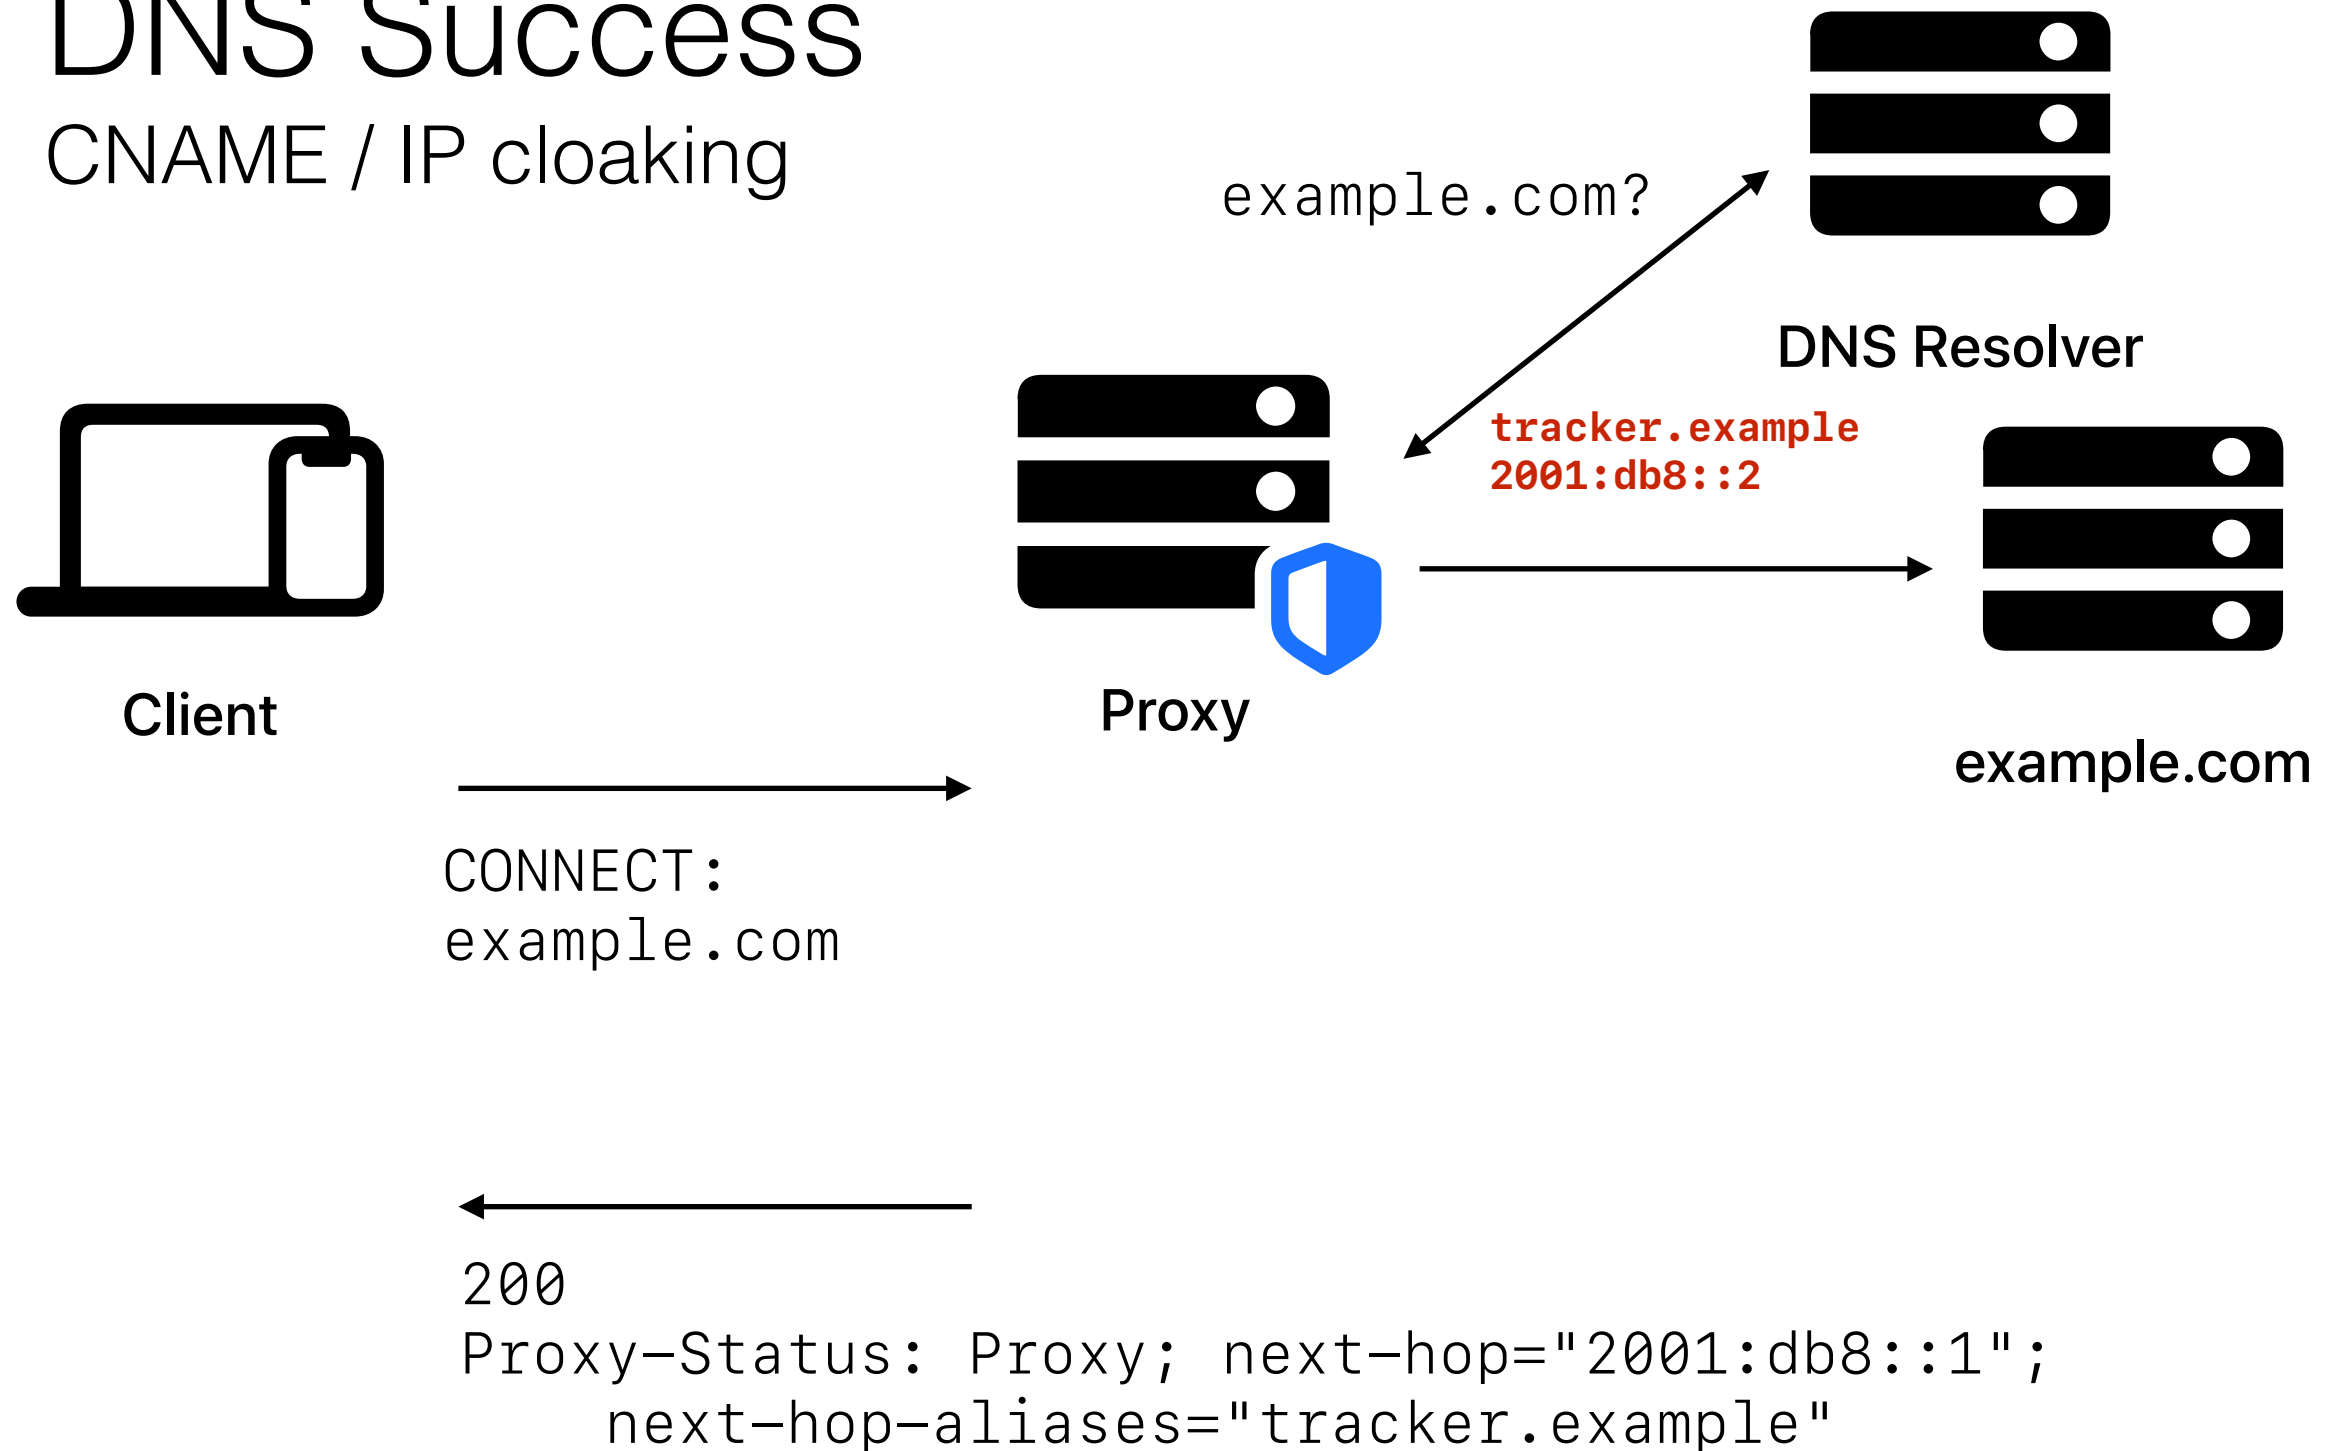 DNS Success
CNAME / IP cloaking
example.com?
DNS Resolver
tracker.example
2001:db8::2
Client
Proxy
example.com
CONNECT:
example.com
200
Proxy-Status: Proxy; next-hop="2001:db8::1";
next-hop-aliases="tracker.example"